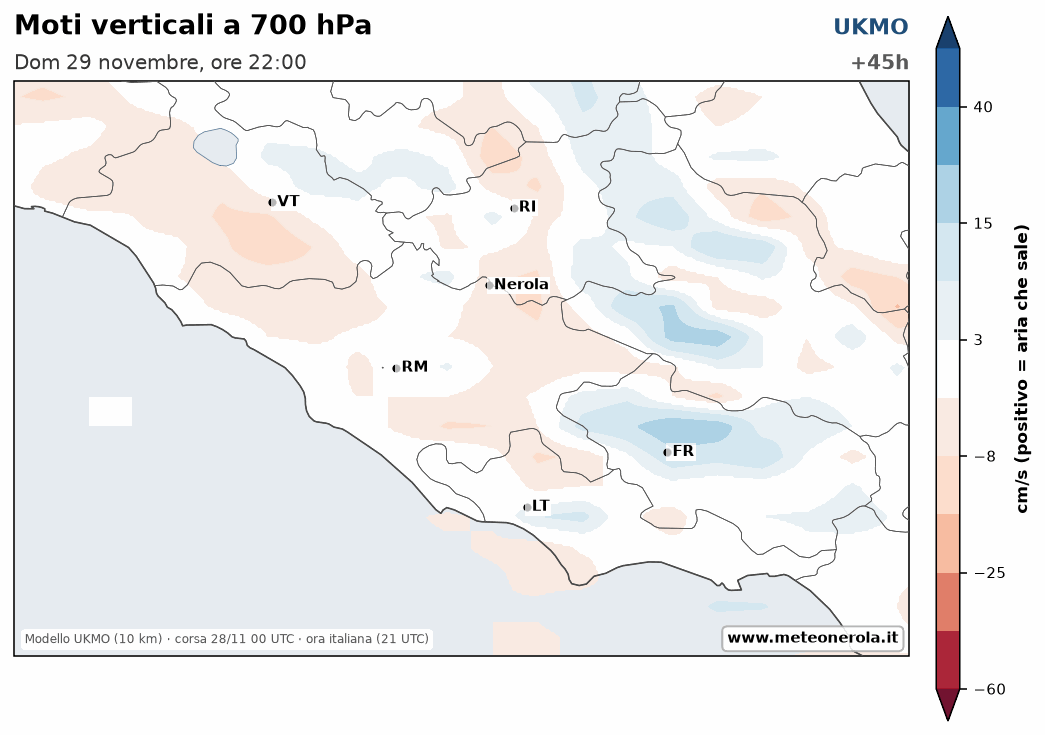 Moti verticali a 700 hPa
UKMO
Dom 29 novembre, ore 22:00
+45h
VT
RI
Nerola
RM
FR
LT
40
15
3
−8
−25
−60
cm/s (positivo = aria che sale)
Modello UKMO (10 km) · corsa 28/11 00 UTC · ora italiana (21 UTC)
www.meteonerola.it